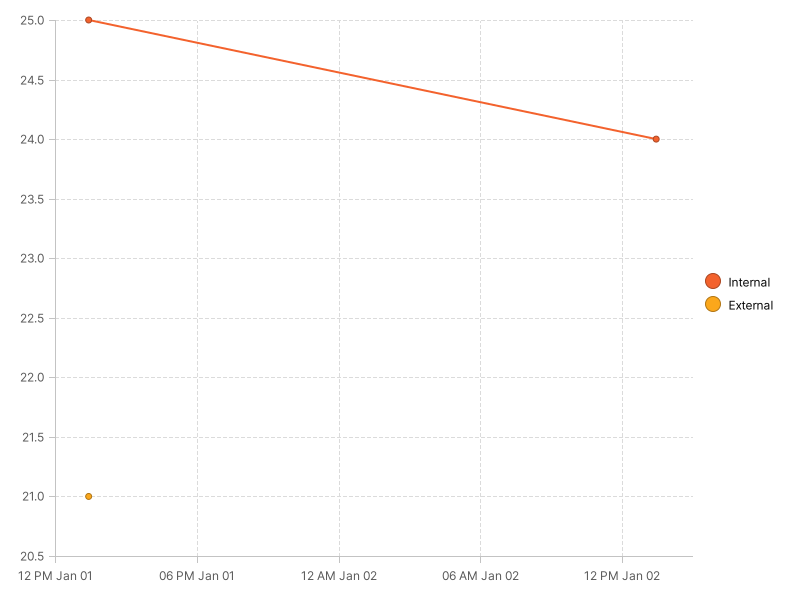 25.0
24.5
24.0
23.5
23.0
22.5
22.0
21.5
21.0
20.5
12 PM Jan 01
06 PM Jan 01
12 AM Jan 02
06 AM Jan 02
12 PM Jan 02
Internal
External